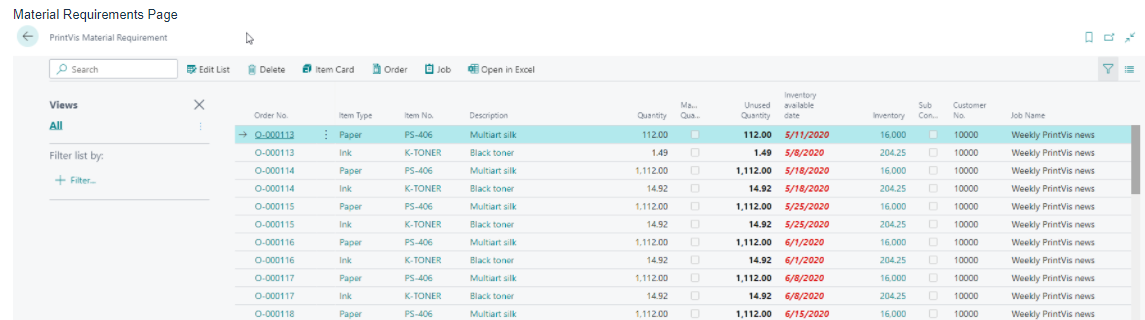 Material Requirements Page
PrintVis Material Requirement
Search Edit List Delete Item Card Order Job Open in Excel
Views
All
Filter list by:
Filter...
Order No. Item Type Item No. Description Quantity Ma... Qua... Unused Quantity Inventory available date Inventory Sub Con... Customer No. Job Name
O-000113 Paper PS-406 Multiart silk 112.00 112.00 5/11/2020 16,000 10000 Weekly PrintVis news
O-000113 Ink K-TONER Black toner 1.49 1.49 5/8/2020 204.25 10000 Weekly PrintVis news
O-000114 Paper PS-406 Multiart silk 1,112.00 1,112.00 5/18/2020 16,000 10000 Weekly PrintVis news
O-000114 Ink K-TONER Black toner 14.92 14.92 5/18/2020 204.25 10000 Weekly PrintVis news
O-000115 Paper PS-406 Multiart silk 1,112.00 1,112.00 5/25/2020 16,000 10000 Weekly PrintVis news
O-000115 Ink K-TONER Black toner 14.92 14.92 5/25/2020 204.25 10000 Weekly PrintVis news
O-000116 Paper PS-406 Multiart silk 1,112.00 1,112.00 6/1/2020 16,000 10000 Weekly PrintVis news
O-000116 Ink K-TONER Black toner 14.92 14.92 6/1/2020 204.25 10000 Weekly PrintVis news
O-000117 Paper PS-406 Multiart silk 1,112.00 1,112.00 6/8/2020 16,000 10000 Weekly PrintVis news
O-000117 Ink K-TONER Black toner 14.92 14.92 6/8/2020 204.25 10000 Weekly PrintVis news
O-000118 Paper PS-406 Multiart silk 1,112.00 1,112.00 6/15/2020 16,000 10000 Weekly PrintVis news